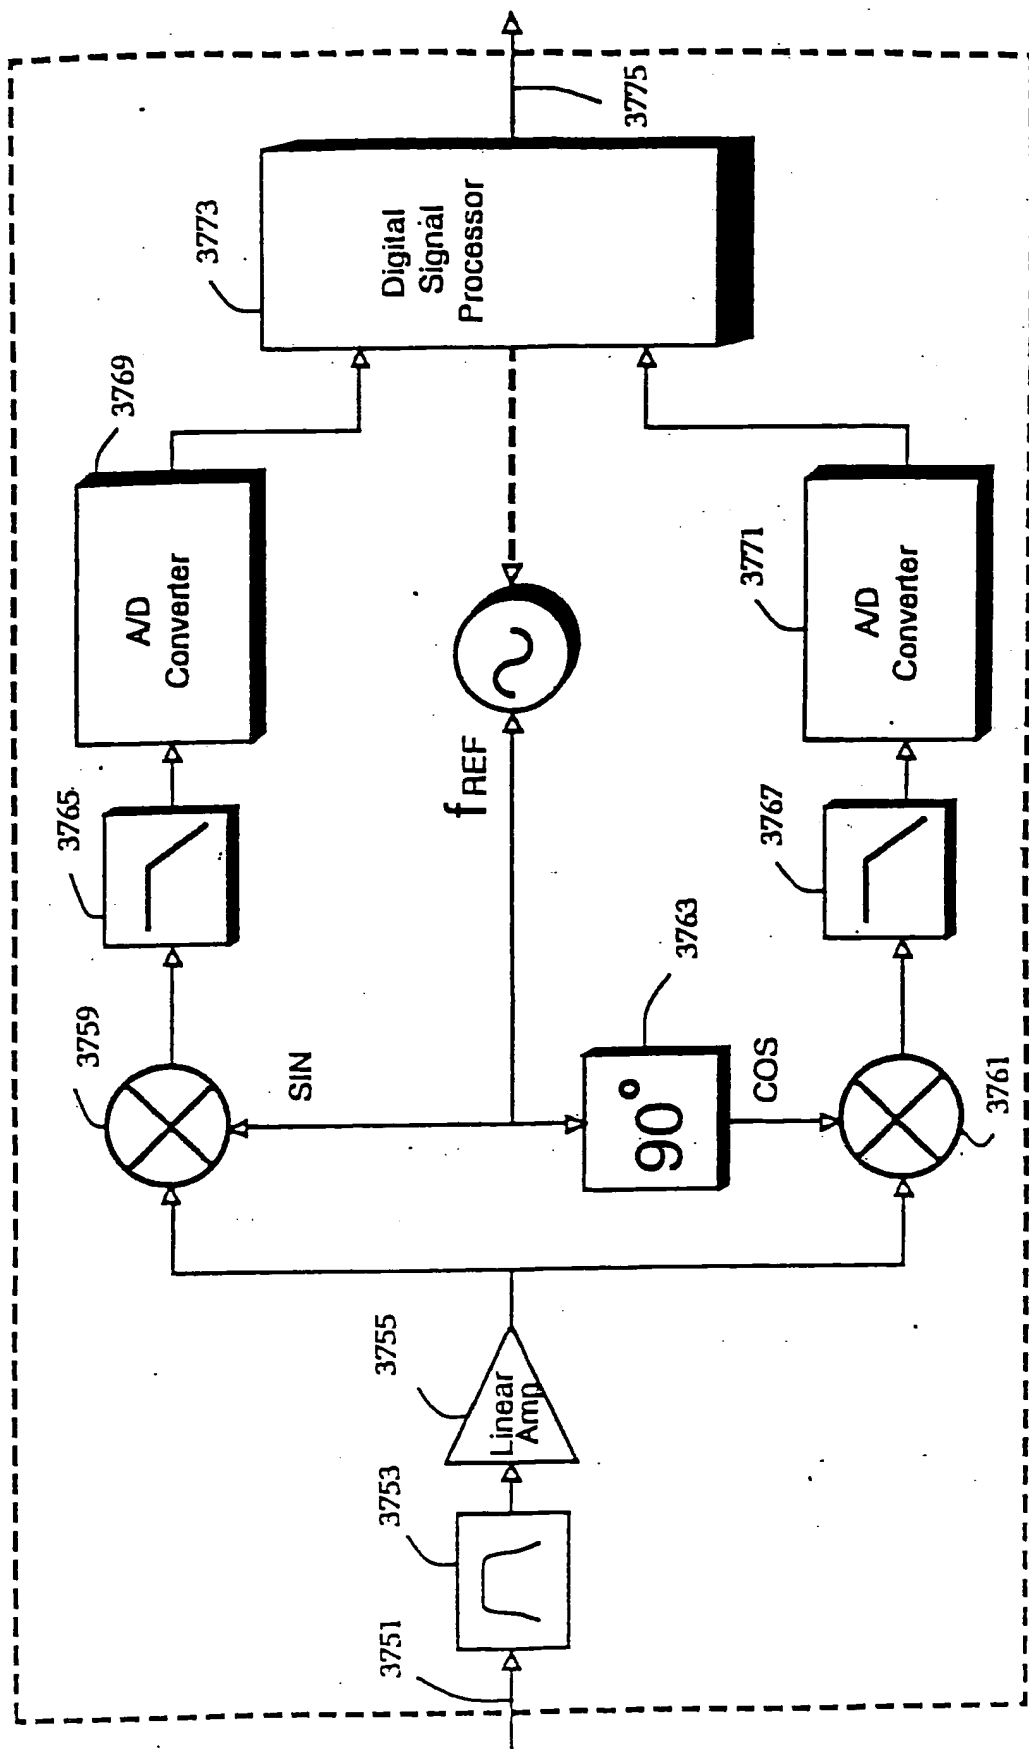 3751
3753
3755
Linear
Amp
3759
SIN
3765
A/D
Converter
3769
fREF
90°
3763
COS
3761
3767
A/D
Converter
3771
Digital
Signal
Processor
3773
3775